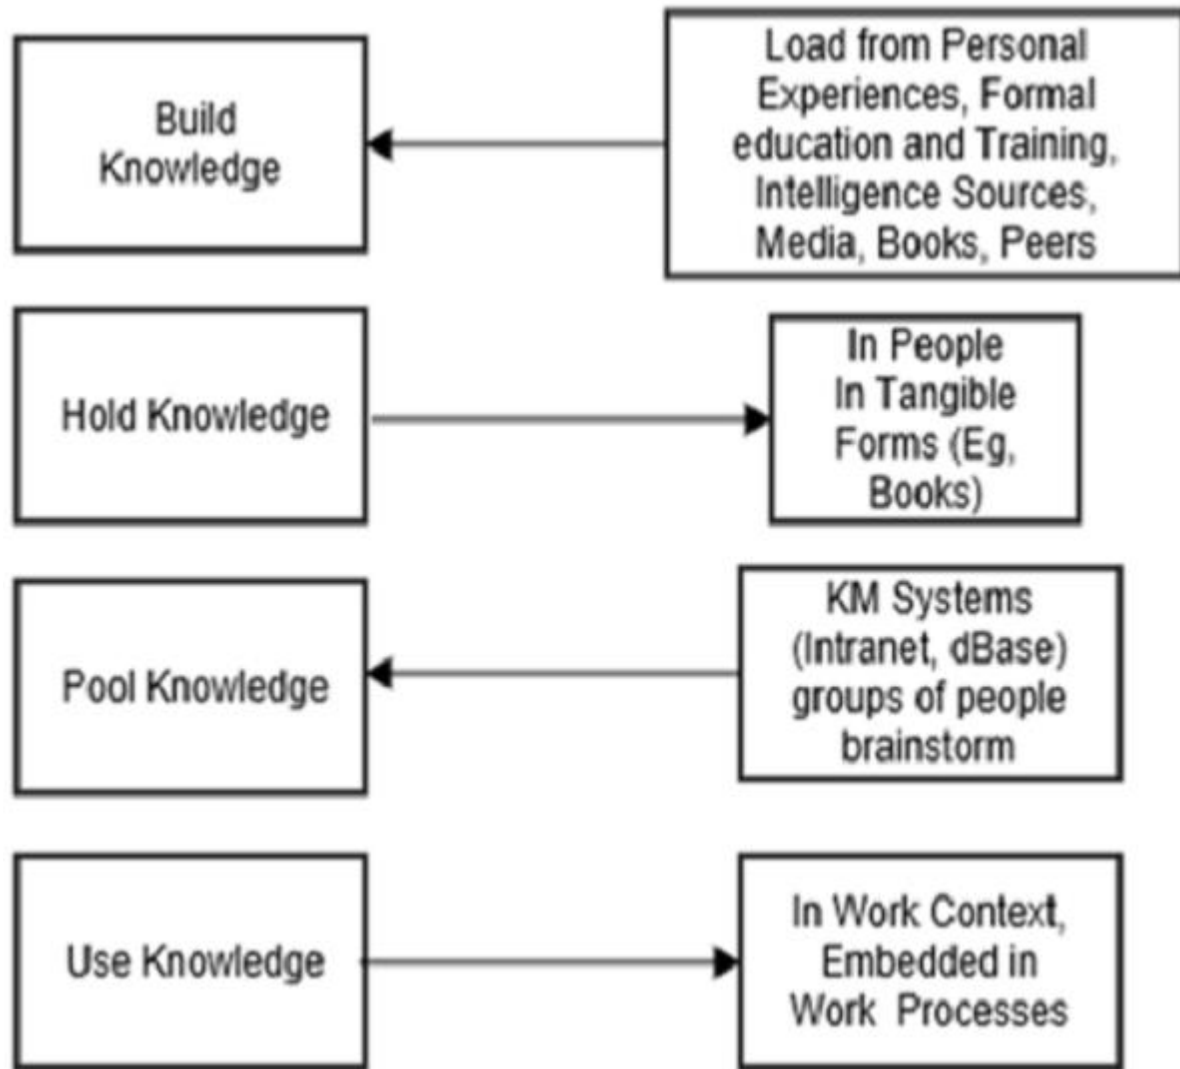 Build
Knowledge
Load from Personal
Experiences, Formal
education and Training,
Intelligence Sources,
Media, Books, Peers
Hold Knowledge
In People
In Tangible
Forms (Eg,
Books)
Pool Knowledge
KM Systems
(Intranet, dBase)
groups of people
brainstorm
Use Knowledge
In Work Context,
Embedded in
Work Processes